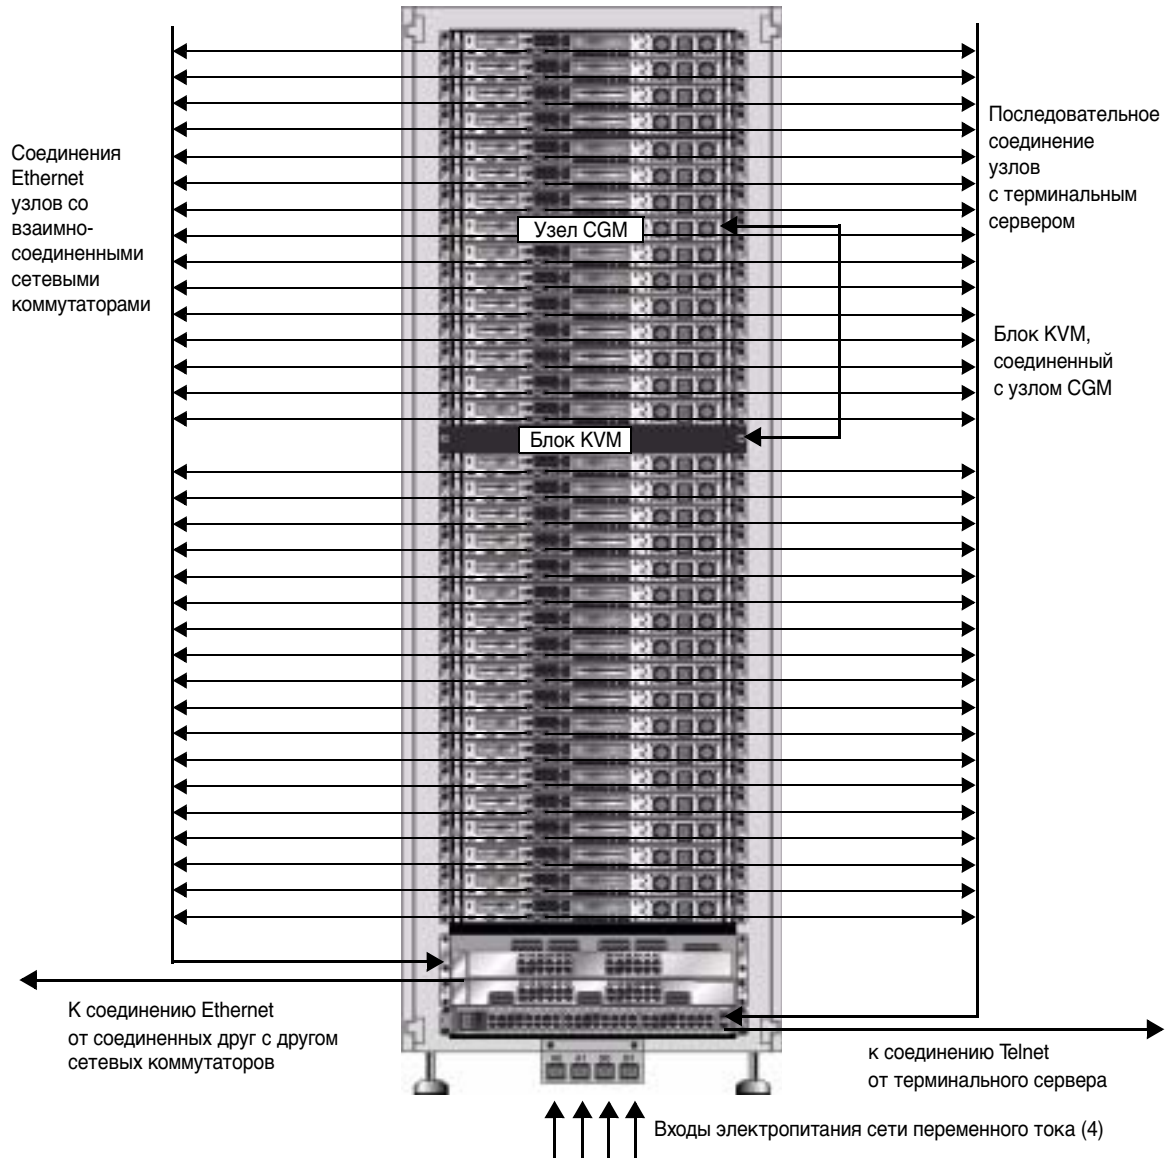 Соединения
Ethernet
узлов со
взаимно-
соединенными
сетевыми
коммутаторами
Последовательное
соединение
узлов
с терминальным
сервером
Узел CGM
Блок KVM,
соединенный
с узлом CGM
Блок KVM
К соединению Ethernet
от соединенных друг с другом
сетевых коммутаторов
к соединению Telnet
от терминального сервера
Входы электропитания сети переменного тока (4)